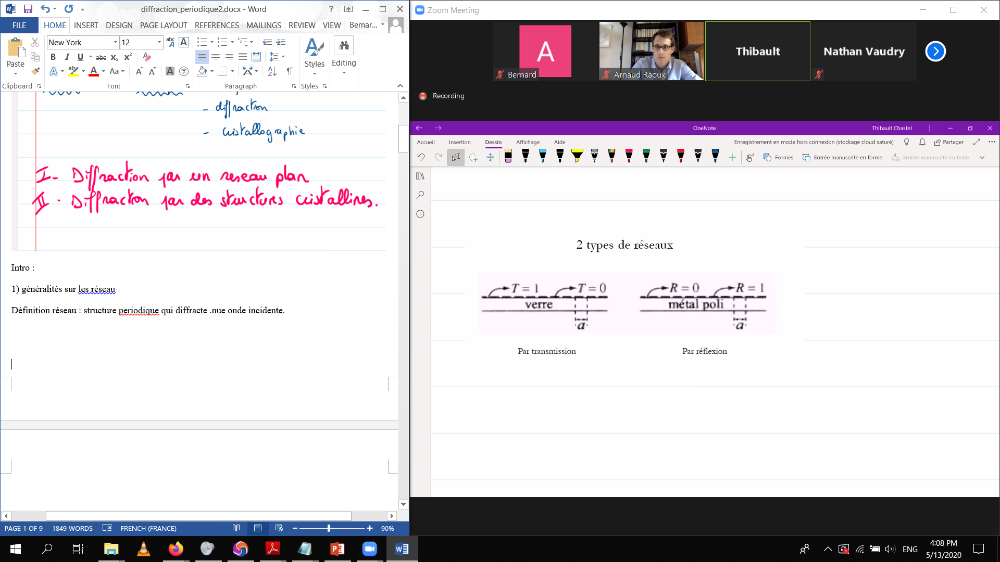 diffraction_periodique2.docx - Word
FILE
HOME
INSERT
DESIGN
PAGE LAYOUT
REFERENCES
MAILINGS
REVIEW
VIEW
Bernar...
Paste
New York
12
Styles
Editing
Clipboard
Font
Paragraph
Styles
- diffraction
- cristallographie
I - Diffraction par un reseau plan
II - Diffraction par des structures cristallines.
Intro :
1) généralités sur les réseau
Définition réseau : structure periodique qui diffracte .nue onde incidente.
PAGE 1 OF 9
1849 WORDS
FRENCH (FRANCE)
90%
Zoom Meeting
A
Bernard
Arnaud Raoux
Thibault
Nathan Vaudry
Recording
OneNote
Thibault Chastel
Accueil
Insertion
Dessin
Affichage
Aide
Enregistrement en mode hors connexion (stockage cloud saturé)
Partager
Formes
Entrée manuscrite en forme
Entrée manuscrite en texte
2 types de réseaux
T = 1
T = 0
verre
a
R = 0
R = 1
métal poli
a
Par transmission
Par réflexion
ENG
4:08 PM
5/13/2020